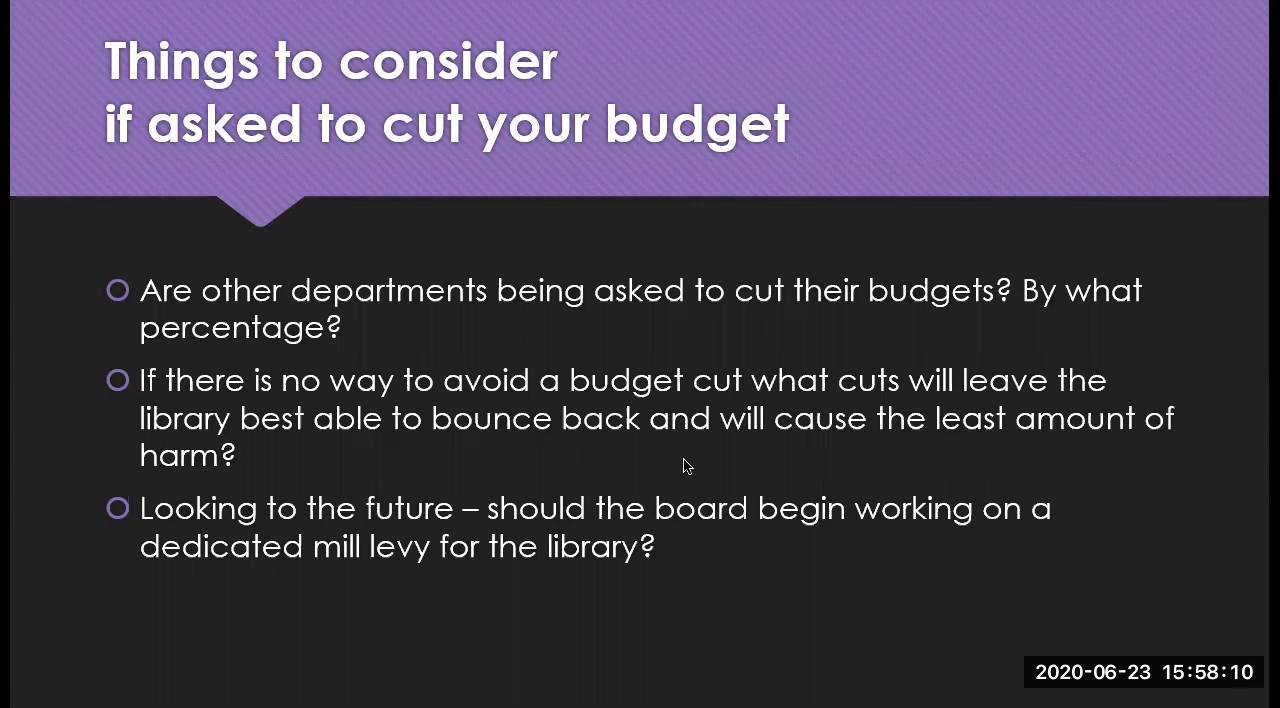 Things to consider
if asked to cut your budget
Are other departments being asked to cut their budgets? By what
percentage?
If there is no way to avoid a budget cut what cuts will leave the
library best able to bounce back and will cause the least amount of
harm?
Looking to the future – should the board begin working on a
dedicated mill levy for the library?
2020-06-23 15:58:10